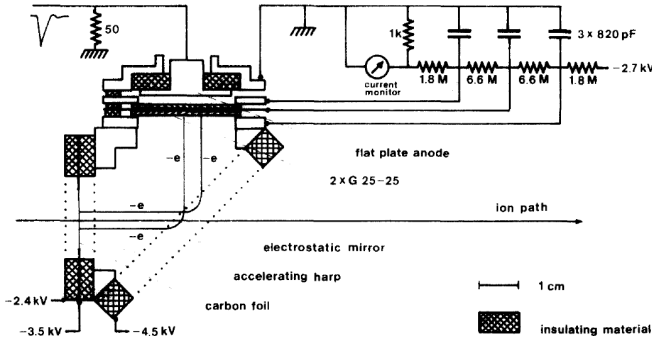 50
1k
3 × 820 pF
current
monitor
1.8 M
6.6 M
6.6 M
1.8 M
-2.7 kV
-e
-e
flat plate anode
2 × G 25-25
-e
ion path
-e
electrostatic mirror
accelerating harp
carbon foil
-2.4 kV
-3.5 kV
-4.5 kV
1 cm
insulating material